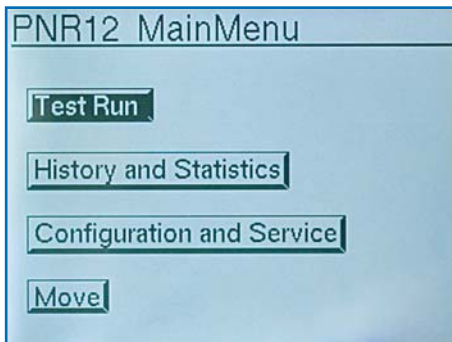 PNR12 MainMenu
Test Run
History and Statistics
Configuration and Service
Move